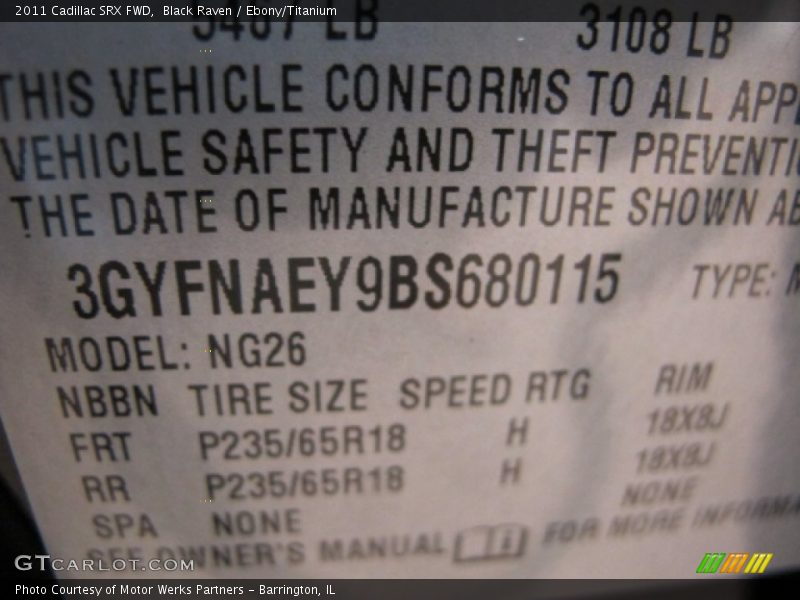 2011 Cadillac SRX FWD,  Black Raven / Ebony/Titanium
5467 LB 3108 LB
THIS VEHICLE CONFORMS TO ALL APPL
VEHICLE SAFETY AND THEFT PREVENTI
THE DATE OF MANUFACTURE SHOWN AB
3GYFNAEY9BS680115 TYPE: M
MODEL: NG26
NBBN TIRE SIZE SPEED RTG RIM
FRT P235/65R18 H 18X8J
RR P235/65R18 H 18X8J
SPA NONE NONE
SEE OWNER'S MANUAL FOR MORE INFORMA
GTCARLOT.COM
Photo Courtesy of Motor Werks Partners – Barrington, IL